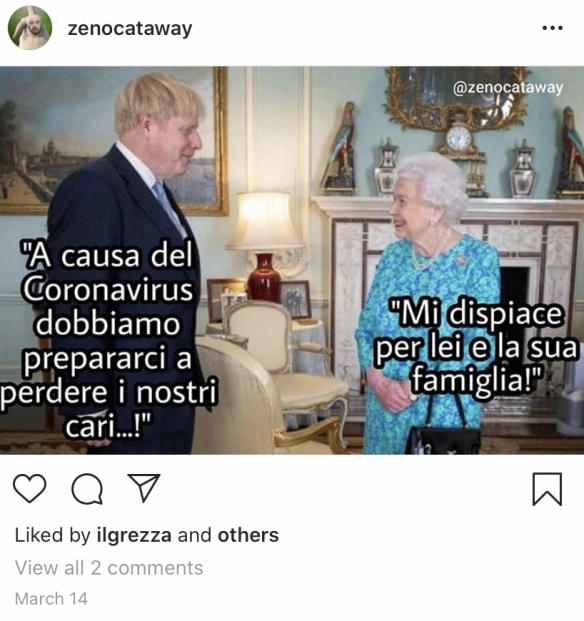 zenocataway
@zenocataway
"A causa del
Coronavirus
dobbiamo
prepararci a
perdere i nostri
cari...!"
"Mi dispiace
per lei e la sua
famiglia!"
Liked by ilgrezza and others
View all 2 comments
March 14